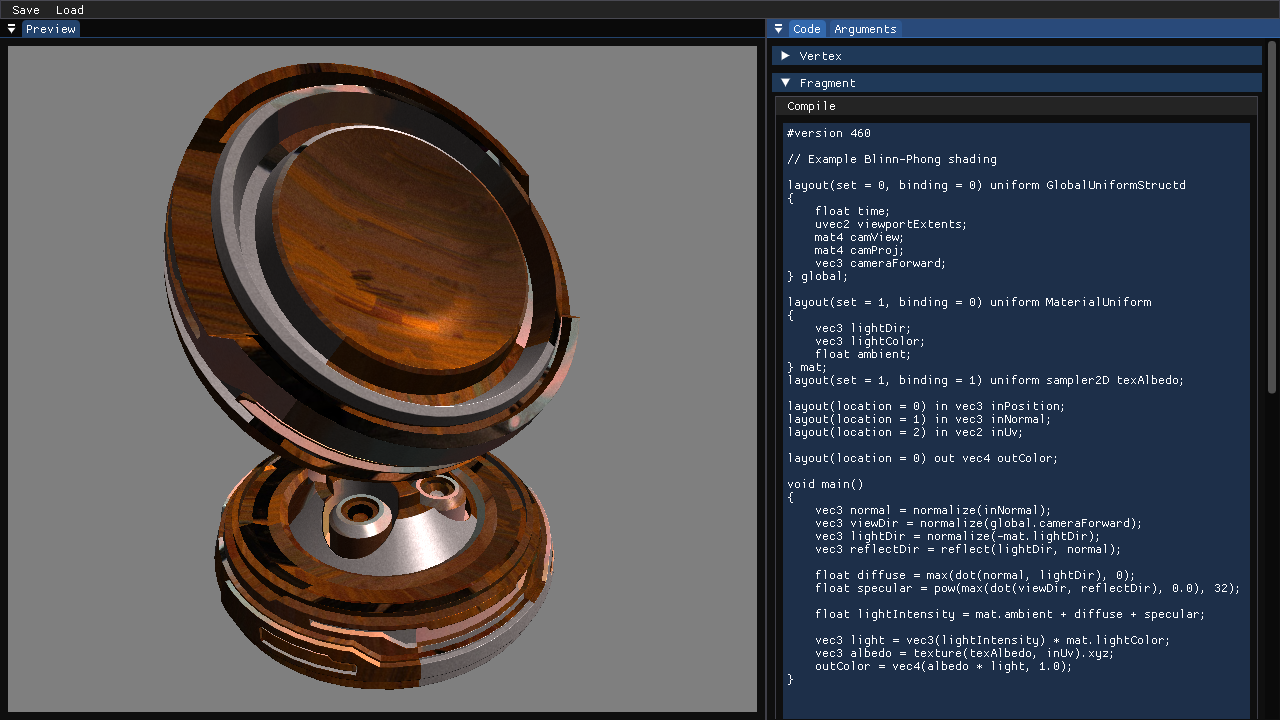 Save Load
Preview
Code Arguments
Vertex
Fragment
Compile
#version 460
// Example Blinn-Phong shading
layout(set = 0, binding = 0) uniform GlobalUniformStructd
{
float time;
uvec2 viewportExtents;
mat4 camView;
mat4 camProj;
vec3 cameraForward;
} global;
layout(set = 1, binding = 0) uniform MaterialUniform
{
vec3 lightDir;
vec3 lightColor;
float ambient;
} mat;
layout(set = 1, binding = 1) uniform sampler2D texAlbedo;
layout(location = 0) in vec3 inPosition;
layout(location = 1) in vec3 inNormal;
layout(location = 2) in vec2 inUv;
layout(location = 0) out vec4 outColor;
void main()
{
vec3 normal = normalize(inNormal);
vec3 viewDir = normalize(global.cameraForward);
vec3 lightDir = normalize(-mat.lightDir);
vec3 reflectDir = reflect(lightDir, normal);
float diffuse = max(dot(normal, lightDir), 0);
float specular = pow(max(dot(viewDir, reflectDir), 0.0), 32);
float lightIntensity = mat.ambient + diffuse + specular;
vec3 light = vec3(lightIntensity) * mat.lightColor;
vec3 albedo = texture(texAlbedo, inUv).xyz;
outColor = vec4(albedo * light, 1.0);
}